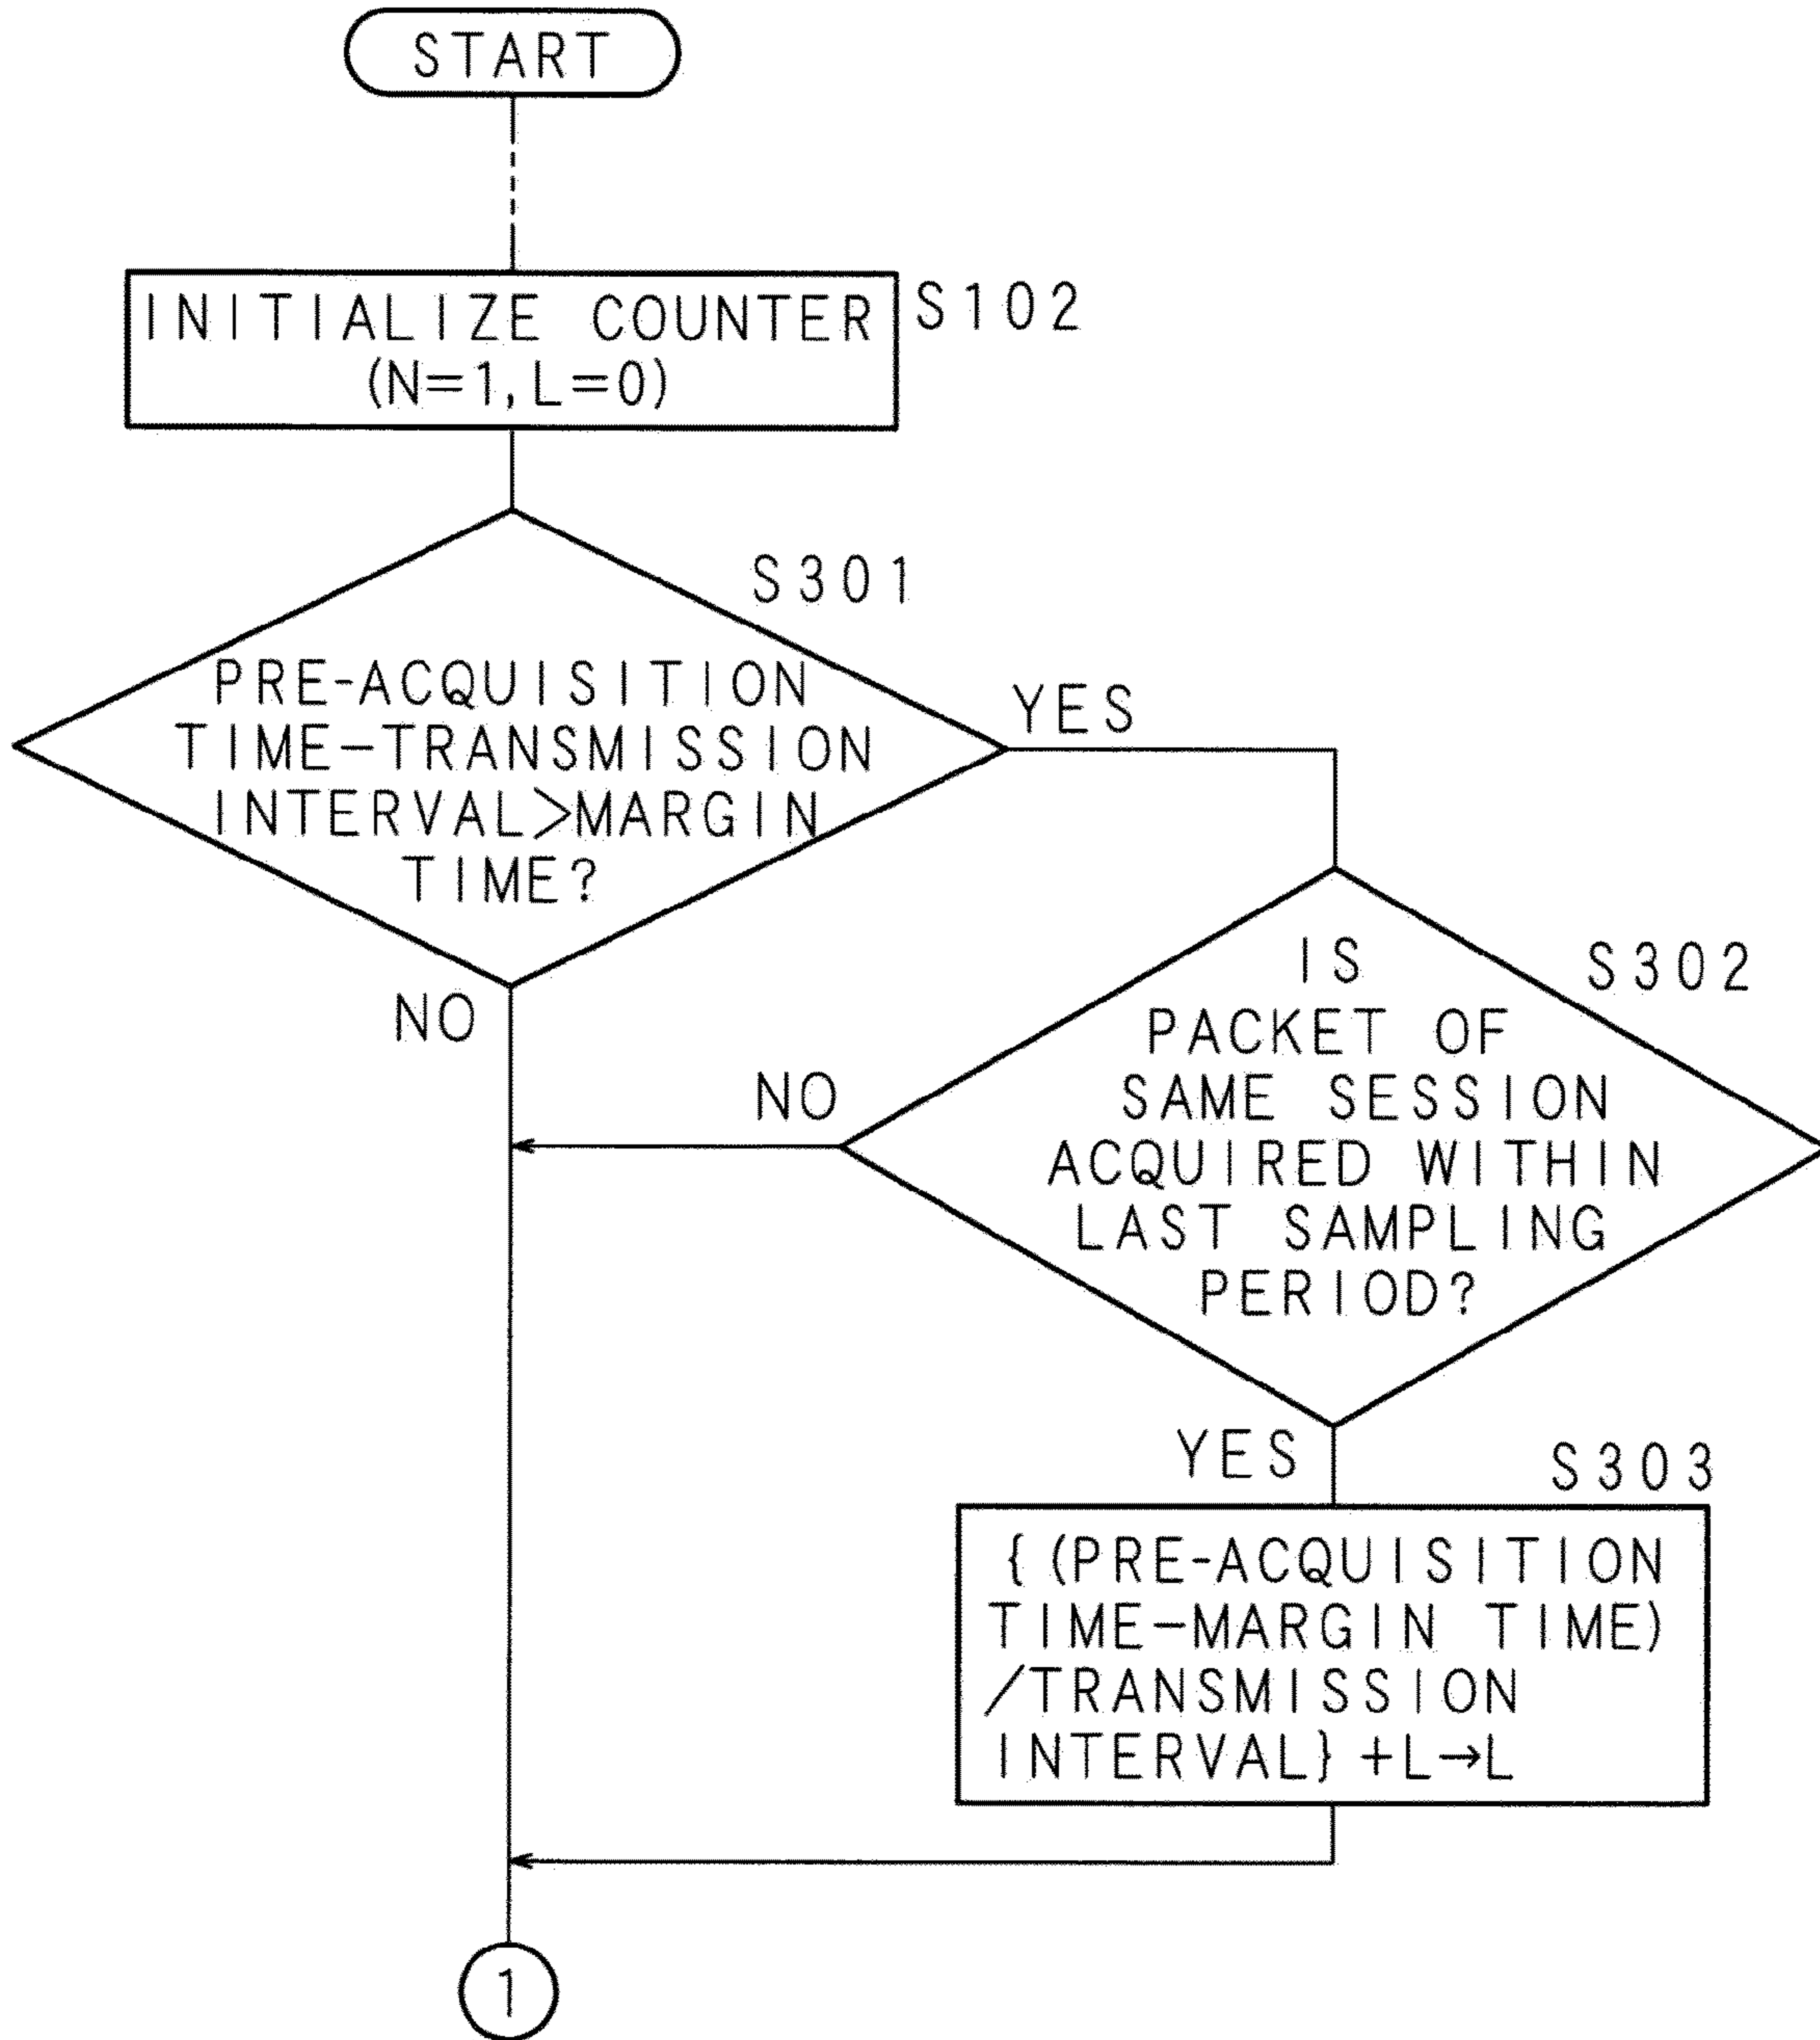 START
INITIALIZE COUNTER
(N=1, L=0)
S102
S301
PRE-ACQUISITION
TIME-TRANSMISSION
INTERVAL>MARGIN
TIME?
YES
NO
S302
IS
PACKET OF
SAME SESSION
ACQUIRED WITHIN
LAST SAMPLING
PERIOD?
NO
YES
S303
{(PRE-ACQUISITION
TIME-MARGIN TIME)
/TRANSMISSION
INTERVAL}+L→L
1